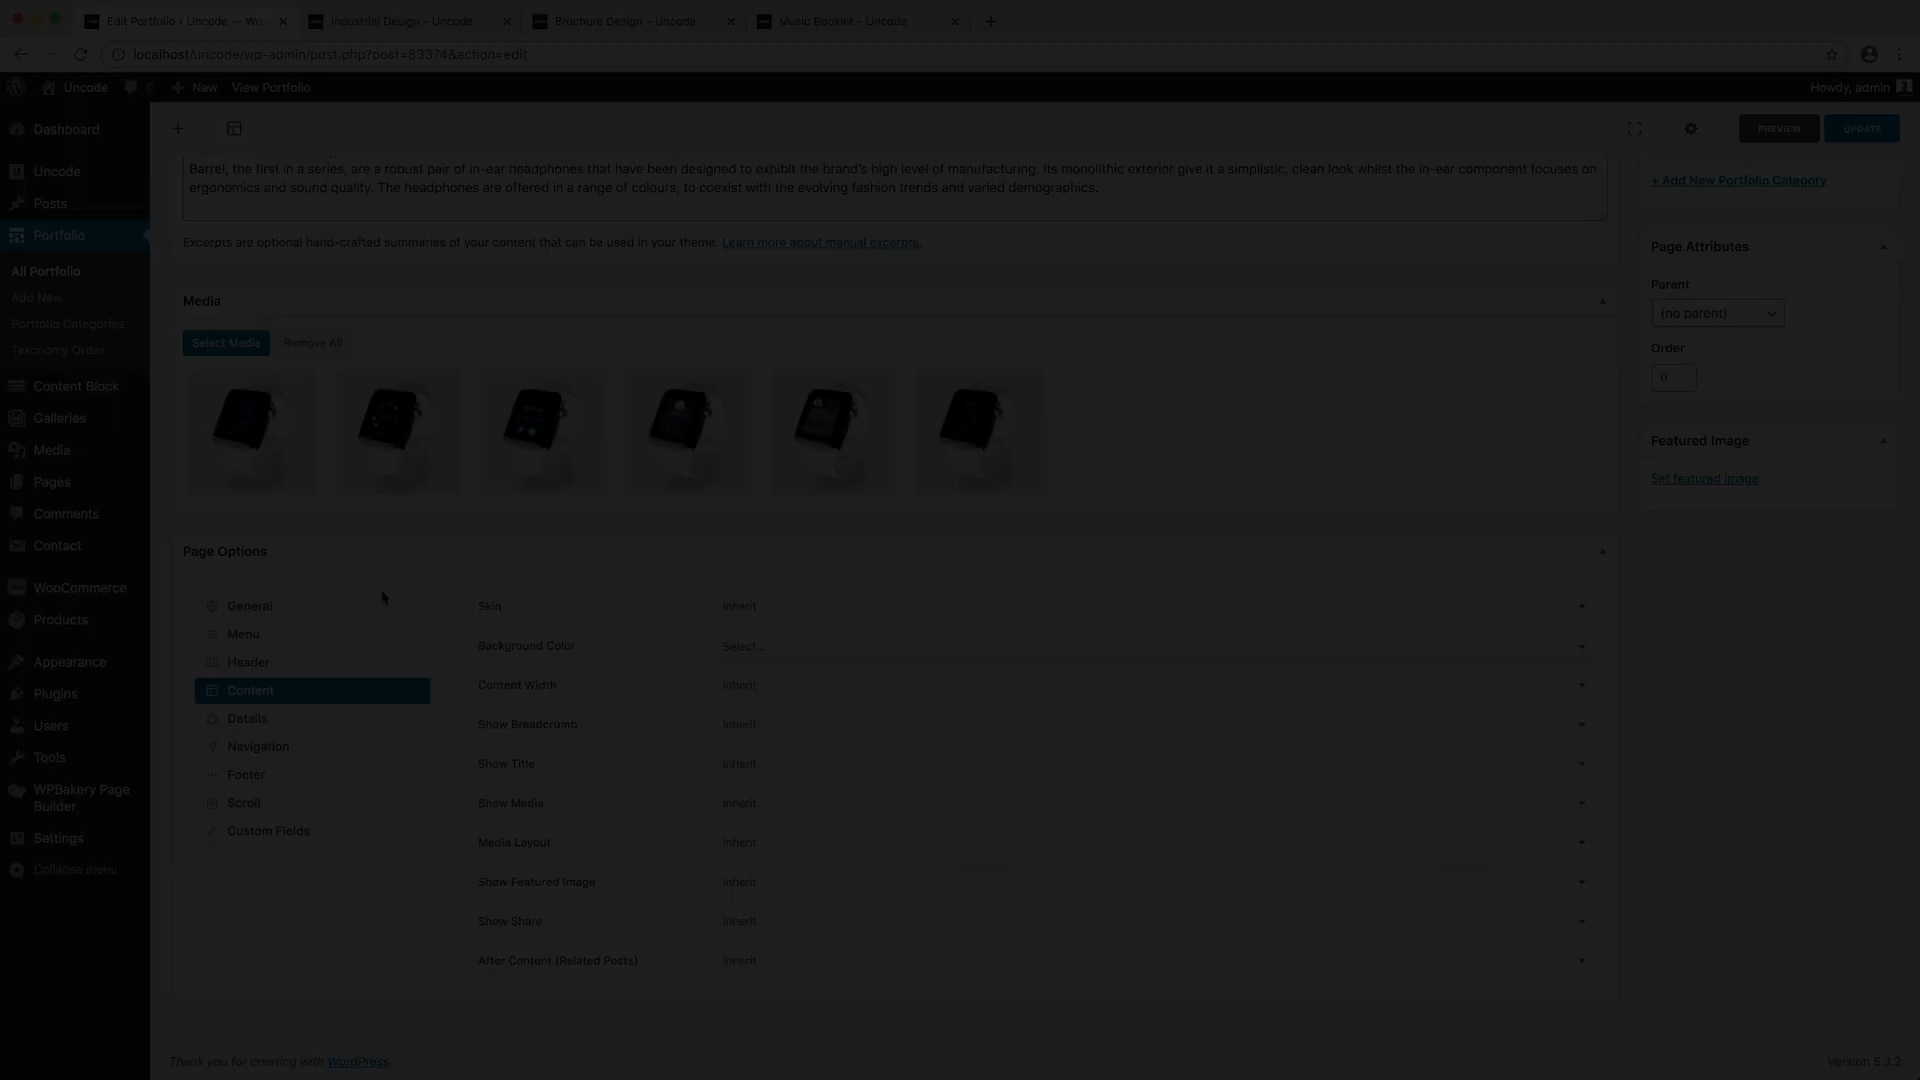 Edit Portfolio ‹ Uncode — Wo
Industrial Design – Uncode
Brochure Design – Uncode
Music Booklet – Uncode
localhost/uncode/wp-admin/post.php?post=83374&action=edit
Uncode
0
New
View Portfolio
Howdy, admin
Dashboard
Uncode
Posts
Portfolio
All Portfolio
Add New
Portfolio Categories
Taxonomy Order
Content Block
Galleries
Media
Pages
Comments
Contact
WooCommerce
Products
Appearance
Plugins
Users
Tools
WPBakery Page
Builder
Settings
Collapse menu
PREVIEW
UPDATE
Barrel, the first in a series, are a robust pair of in-ear headphones that have been designed to exhibit the brand's high level of manufacturing. Its monolithic exterior give it a simplistic, clean look whilst the in-ear component focuses on
ergonomics and sound quality. The headphones are offered in a range of colours, to coexist with the evolving fashion trends and varied demographics.
Excerpts are optional hand-crafted summaries of your content that can be used in your theme. Learn more about manual excerpts.
Media
Select Media
Remove All
Page Options
General
Menu
Header
Content
Details
Navigation
Footer
Scroll
Custom Fields
Skin
Inherit
Background Color
Select...
Content Width
Inherit
Show Breadcrumb
Inherit
Show Title
Inherit
Show Media
Inherit
Media Layout
Inherit
Show Featured Image
Inherit
Show Share
Inherit
After Content (Related Posts)
Inherit
+ Add New Portfolio Category
Page Attributes
Parent
(no parent)
Order
0
Featured Image
Set featured image
Thank you for creating with WordPress.
Version 5.3.2